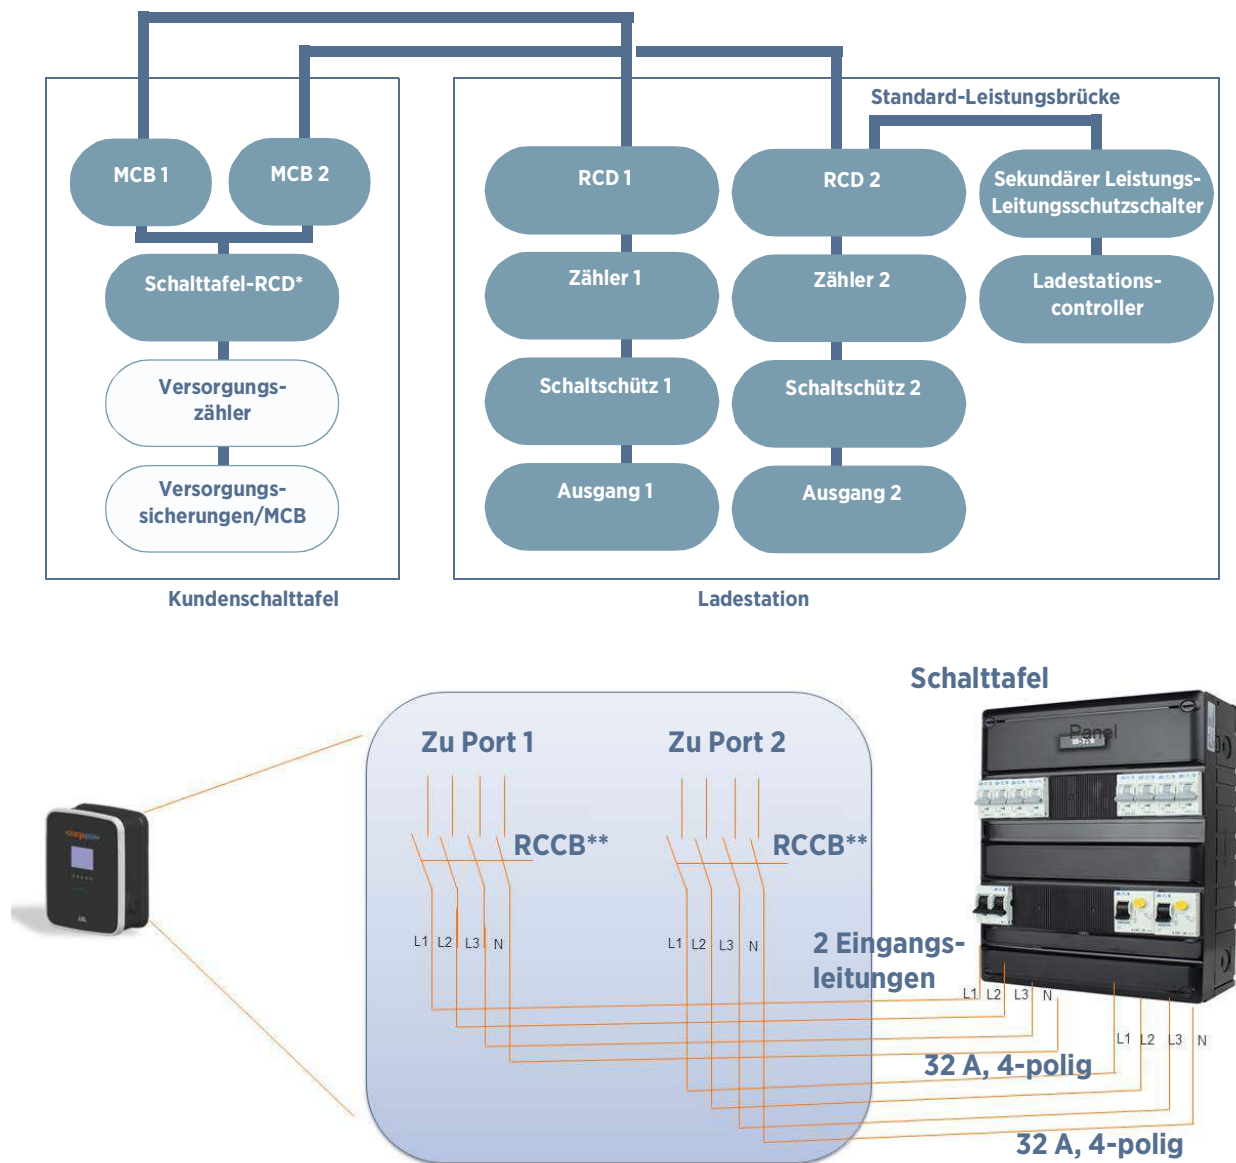 Standard-Leistungsbrücke
MCB 1
MCB 2
RCD 1
RCD 2
Sekundärer Leistungs-
Leitungsschutzschalter
Schalttafel-RCD*
Zähler 1
Zähler 2
Ladestations-
controller
Versorgungs-
zähler
Schaltschütz 1
Schaltschütz 2
Versorgungs-
sicherungen/MCB
Ausgang 1
Ausgang 2
Kundenschalttafel
Ladestation
Schalttafel
Panel
Zu Port 1
Zu Port 2
RCCB**
RCCB**
L1 L2 L3 N
L1 L2 L3 N
2 Eingangs-
leitungen
L1 L2 L3 N
L1 L2 L3 N
32 A, 4-polig
32 A, 4-polig